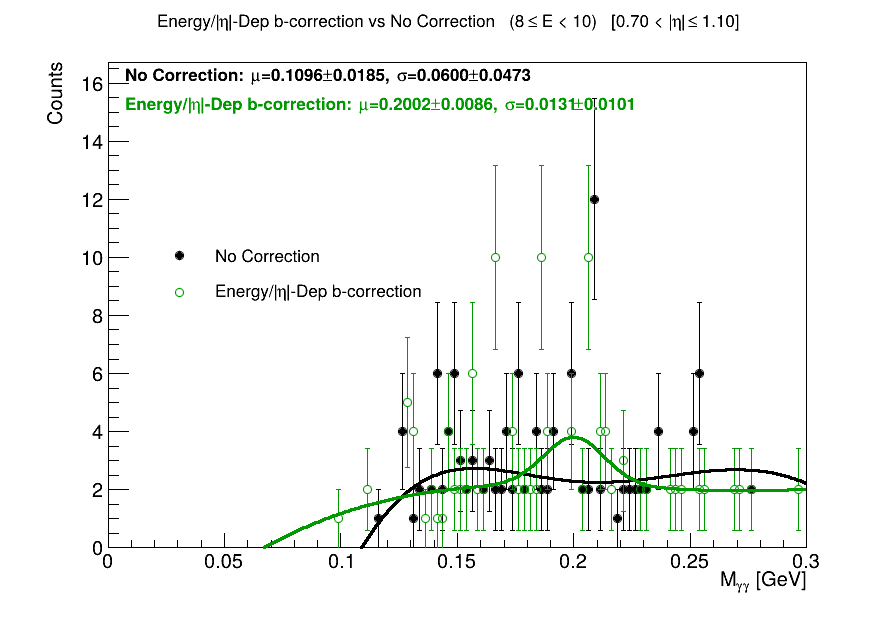 Energy/|η|-Dep b-correction vs No Correction (8 ≤ E < 10) [0.70 < |η| ≤ 1.10]
Counts
No Correction: μ=0.1096±0.0185, σ=0.0600±0.0473
Energy/|η|-Dep b-correction: μ=0.2002±0.0086, σ=0.0131±0.0101
No Correction
Energy/|η|-Dep b-correction
16
14
12
10
8
6
4
2
0
0 0.05 0.1 0.15 0.2 0.25 0.3
Mγγ [GeV]